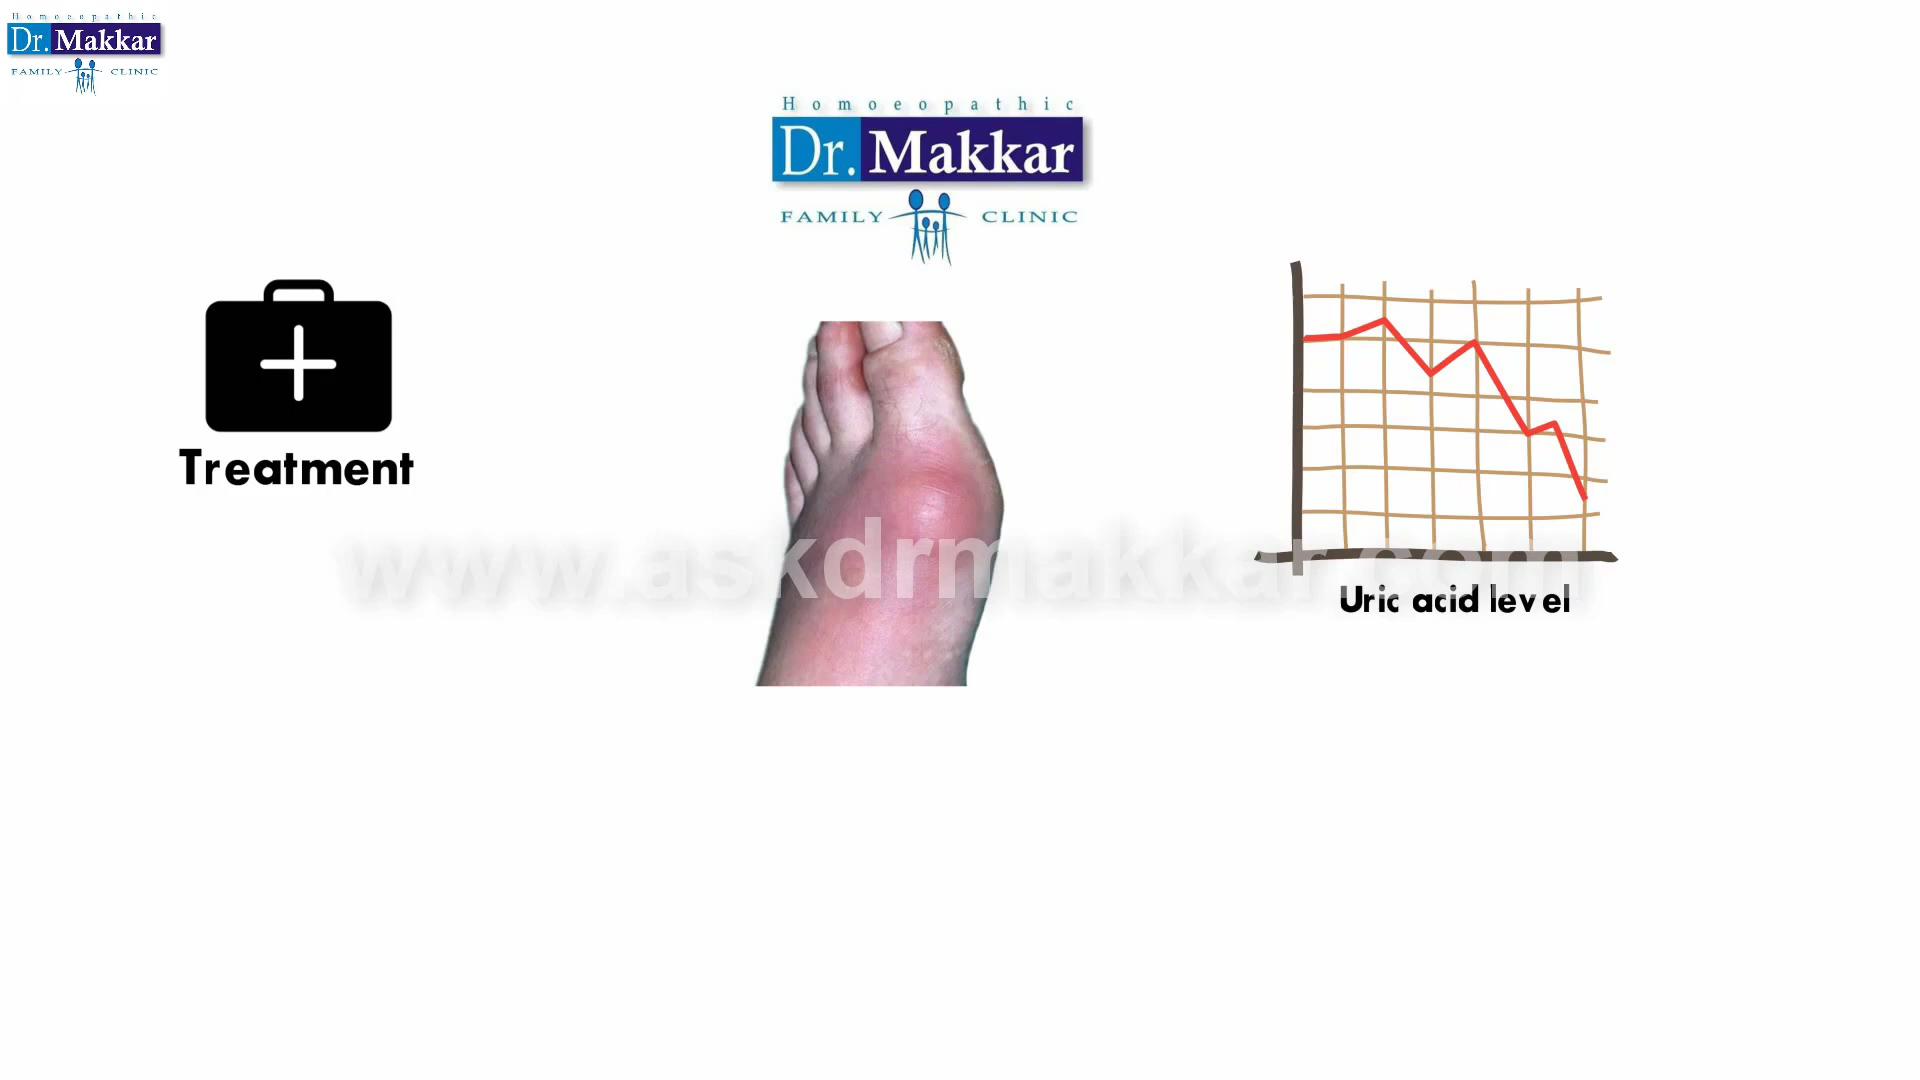 Homoeopathic
Dr. Makkar
FAMILY CLINIC
Homoeopathic
Dr. Makkar
FAMILY CLINIC
Treatment
www.askdrmakkar.com
Uric acid level